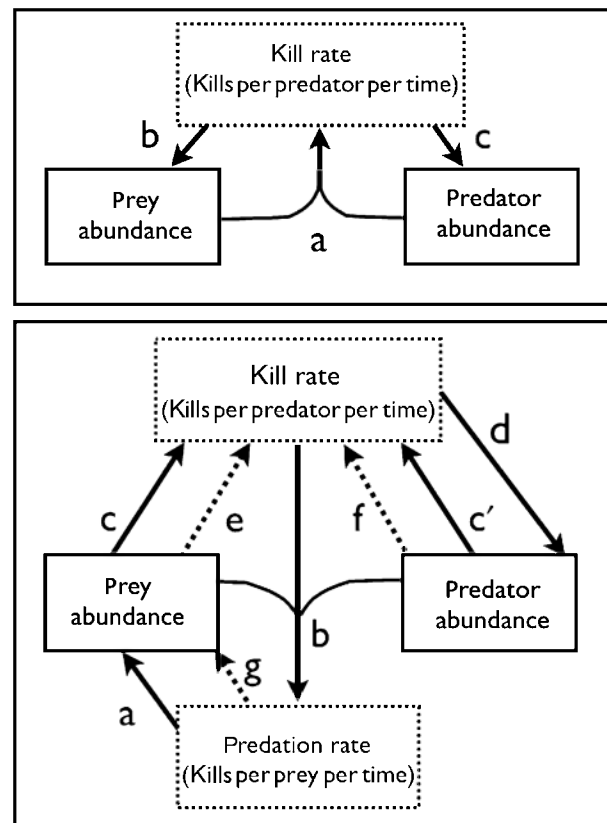 Kill rate
(Kills per predator per time)
b
c
Prey
abundance
Predator
abundance
a
Kill rate
(Kills per predator per time)
d
c
e
f
c′
Prey
abundance
Predator
abundance
b
g
a
Predation rate
(Kills per prey per time)